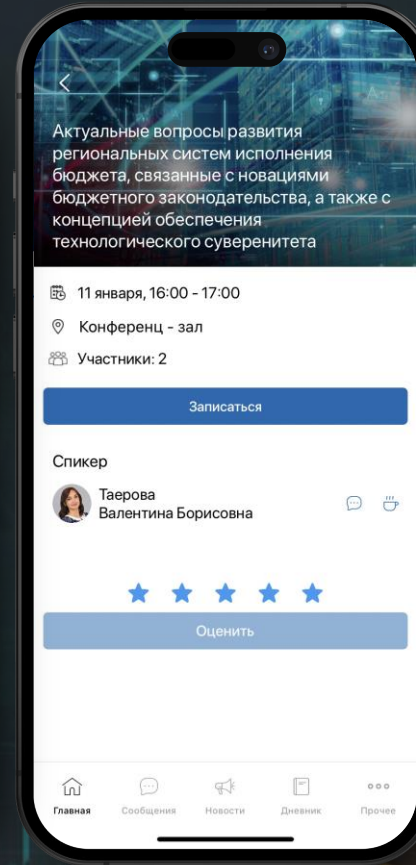 Актуальные вопросы развития
региональных систем исполнения
бюджета, связанные с новациями
бюджетного законодательства, а также с
концепцией обеспечения
технологического суверенитета
11 января, 16:00 - 17:00
Конференц - зал
Участники: 2
Записаться
Спикер
Таерова
Валентина Борисовна
Оценить
Главная Сообщения Новости Дневник Прочее